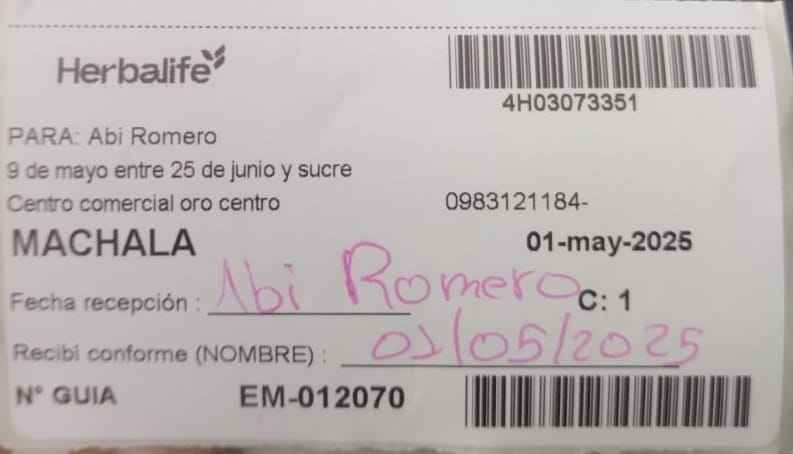 Herbalife
4H03073351
PARA: Abi Romero
9 de mayo entre 25 de junio y sucre
Centro comercial oro centro 0983121184-
MACHALA 01-may-2025
Fecha recepción : Abi Romero C: 1
Recibi conforme (NOMBRE) : 01/05/2025
N° GUIA EM-012070